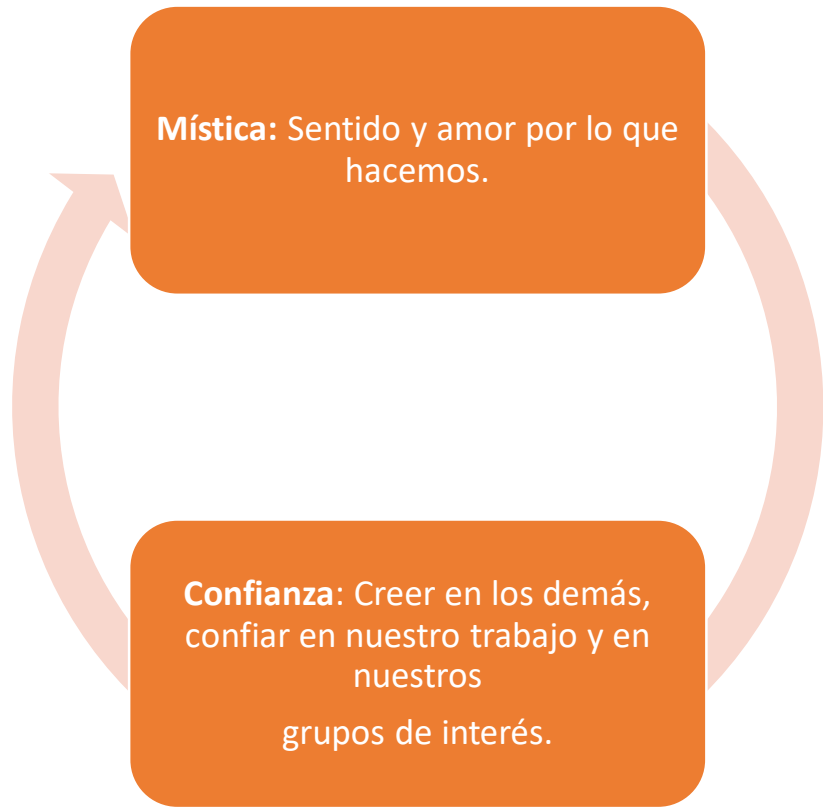 Mística: Sentido y amor por lo que
hacemos.
Confianza: Creer en los demás,
confiar en nuestro trabajo y en
nuestros
grupos de interés.